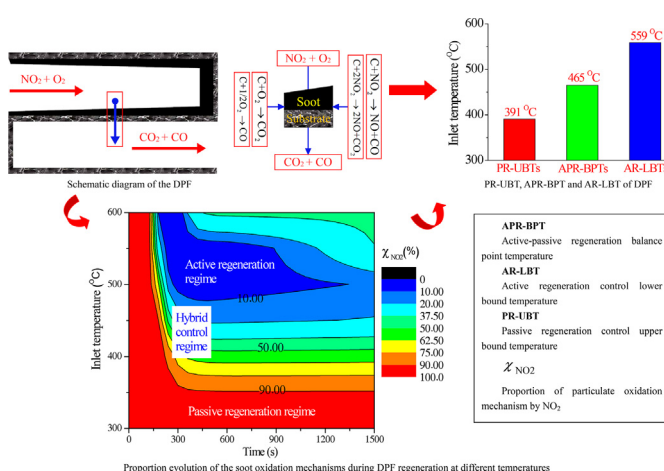 NO2 + O2
CO2 + CO
Schematic diagram of the DPF
NO2 + O2
C+1/2O2 → CO
C+O2 → CO2
Soot
Substrate
C+2NO2 → 2NO+CO2
C+NO2 → NO+CO
CO2 + CO
Inlet temperature (⁰C)
600
500
400
300
391 ⁰C
465 ⁰C
559 ⁰C
PR-UBTs
APR-BPTs
AR-LBT
PR-UBT, APR-BPT and AR-LBT of DPF
Inlet temperature (⁰C)
600
500
400
300
Active regeneration
regime
10.00
Hybrid
control
regime
50.00
90.00
Passive regeneration regime
0
300
600
900
1200
1500
Time (s)
χ NO2(%)
0
10.00
20.00
37.50
50.00
62.50
75.00
90.00
100.0
APR-BPT
Active-passive regeneration balance
point temperature
AR-LBT
Active regeneration control lower
bound temperature
PR-UBT
Passive regeneration control upper
bound temperature
χ NO2
Proportion of particulate oxidation
mechanism by NO2
Proportion evolution of the soot oxidation mechanisms during DPF regeneration at different temperatures